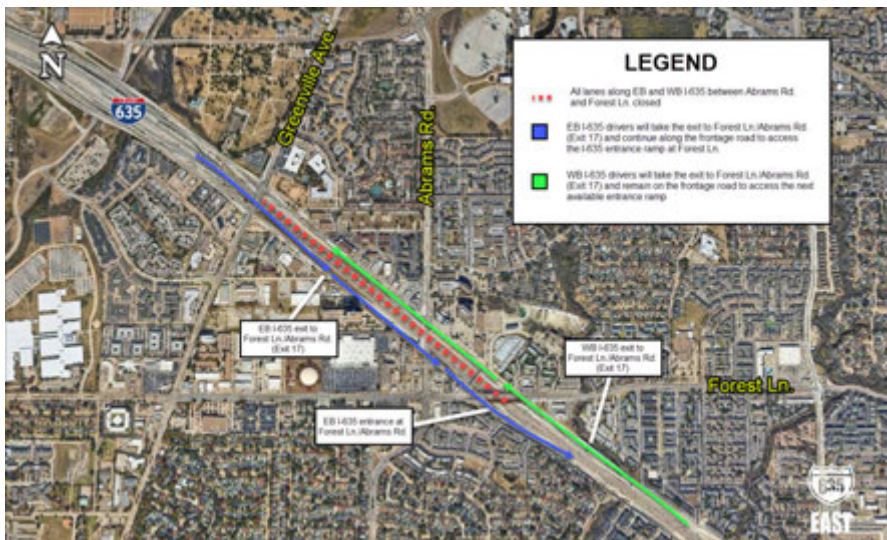 N
635
Greenville Ave.
Abrams Rd.
LEGEND
All lanes along EB and WB I-635 between Abrams Rd.
and Forest Ln. closed
EB I-635 drivers will take the exit to Forest Ln./Abrams Rd.
(Exit 17) and continue along the frontage road to access
the I-635 entrance ramp at Forest Ln.
WB I-635 drivers will take the exit to Forest Ln./Abrams Rd.
(Exit 17) and remain on the frontage road to access the next
available entrance ramp
EB I-635 exit to
Forest Ln./Abrams Rd.
(Exit 17)
WB I-635 exit to
Forest Ln./Abrams Rd.
(Exit 17)
Forest Ln.
EB I-635 entrance at
Forest Ln./Abrams Rd.
635
EAST